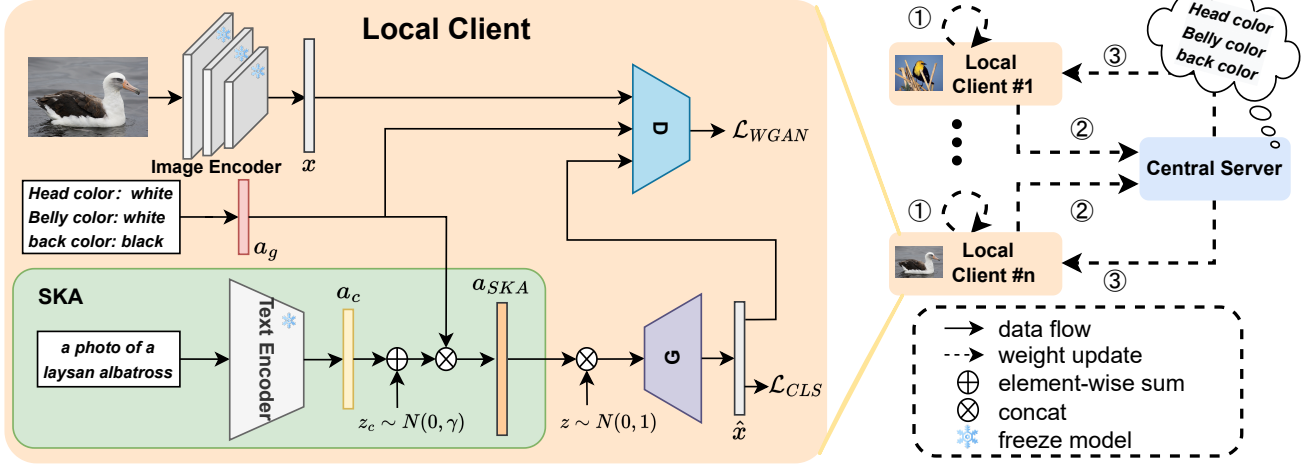 Local Client
Image Encoder
x
Head color: white
Belly color: white
back color: black
a_g
D
ℒ_WGAN
SKA
a photo of a
laysan albatross
Text Encoder
a_c
z_c ∼ N(0, γ)
a_SKA
z ∼ N(0, 1)
G
x̂
ℒ_CLS
①
Local
Client #1
②
③
Head color
Belly color
back color
Central Server
①
Local
Client #n
②
③
data flow
weight update
element-wise sum
concat
freeze model